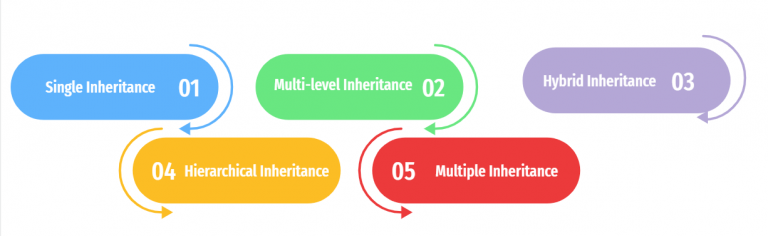 Single Inheritance 01
Multi-level Inheritance 02
Hybrid Inheritance 03
04 Hierarchical Inheritance
05 Multiple Inheritance